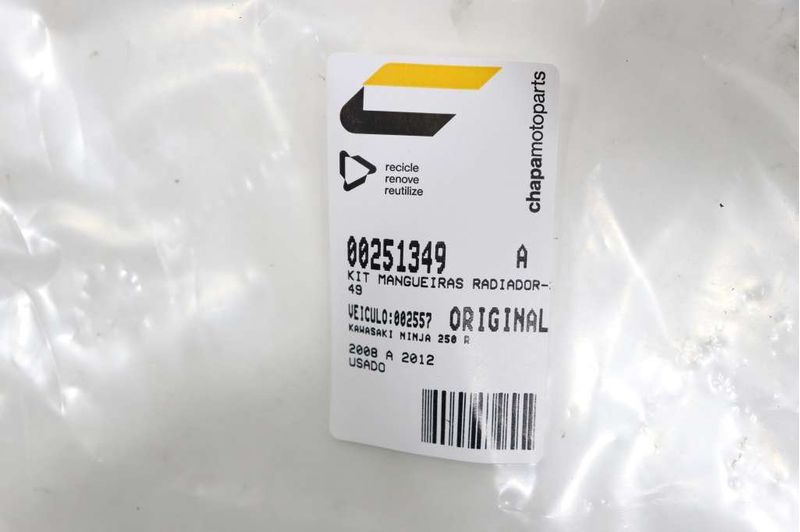 chapamotoparts
recicle
renove
reutilize
00251349 A
KIT MANGUEIRAS RADIADOR-
49
VEICULO:002557 ORIGINAL
KAWASAKI NINJA 250 R
2008 A 2012
USADO